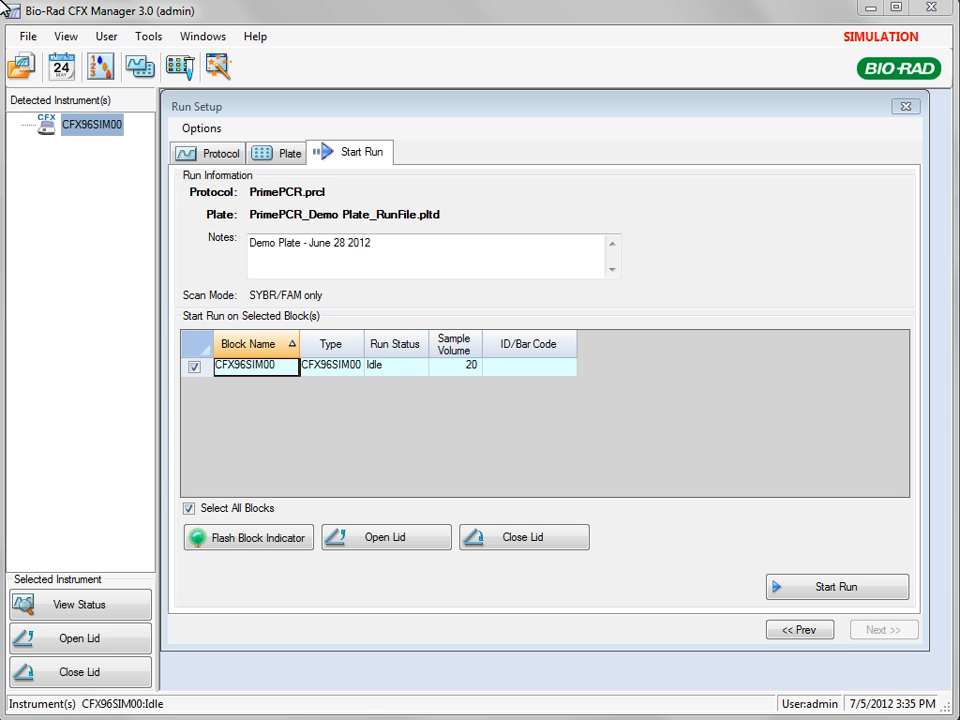 Bio-Rad CFX Manager 3.0 (admin)
File View User Tools Windows Help SIMULATION
24
MAY
1 2 3
BIO-RAD
Detected Instrument(s)
CFX
CFX96SIM00
Run Setup
Options
Protocol Plate Start Run
Run Information
Protocol: PrimePCR.prcl
Plate: PrimePCR_Demo Plate_RunFile.pltd
Notes: Demo Plate - June 28 2012
Scan Mode: SYBR/FAM only
Start Run on Selected Block(s)
Block Name Type Run Status Sample Volume ID/Bar Code
CFX96SIM00 CFX96SIM00 Idle 20
Select All Blocks
Flash Block Indicator Open Lid Close Lid
Start Run
<< Prev Next >>
Selected Instrument
View Status
Open Lid
Close Lid
Instrument(s) CFX96SIM00:Idle User:admin 7/5/2012 3:35 PM